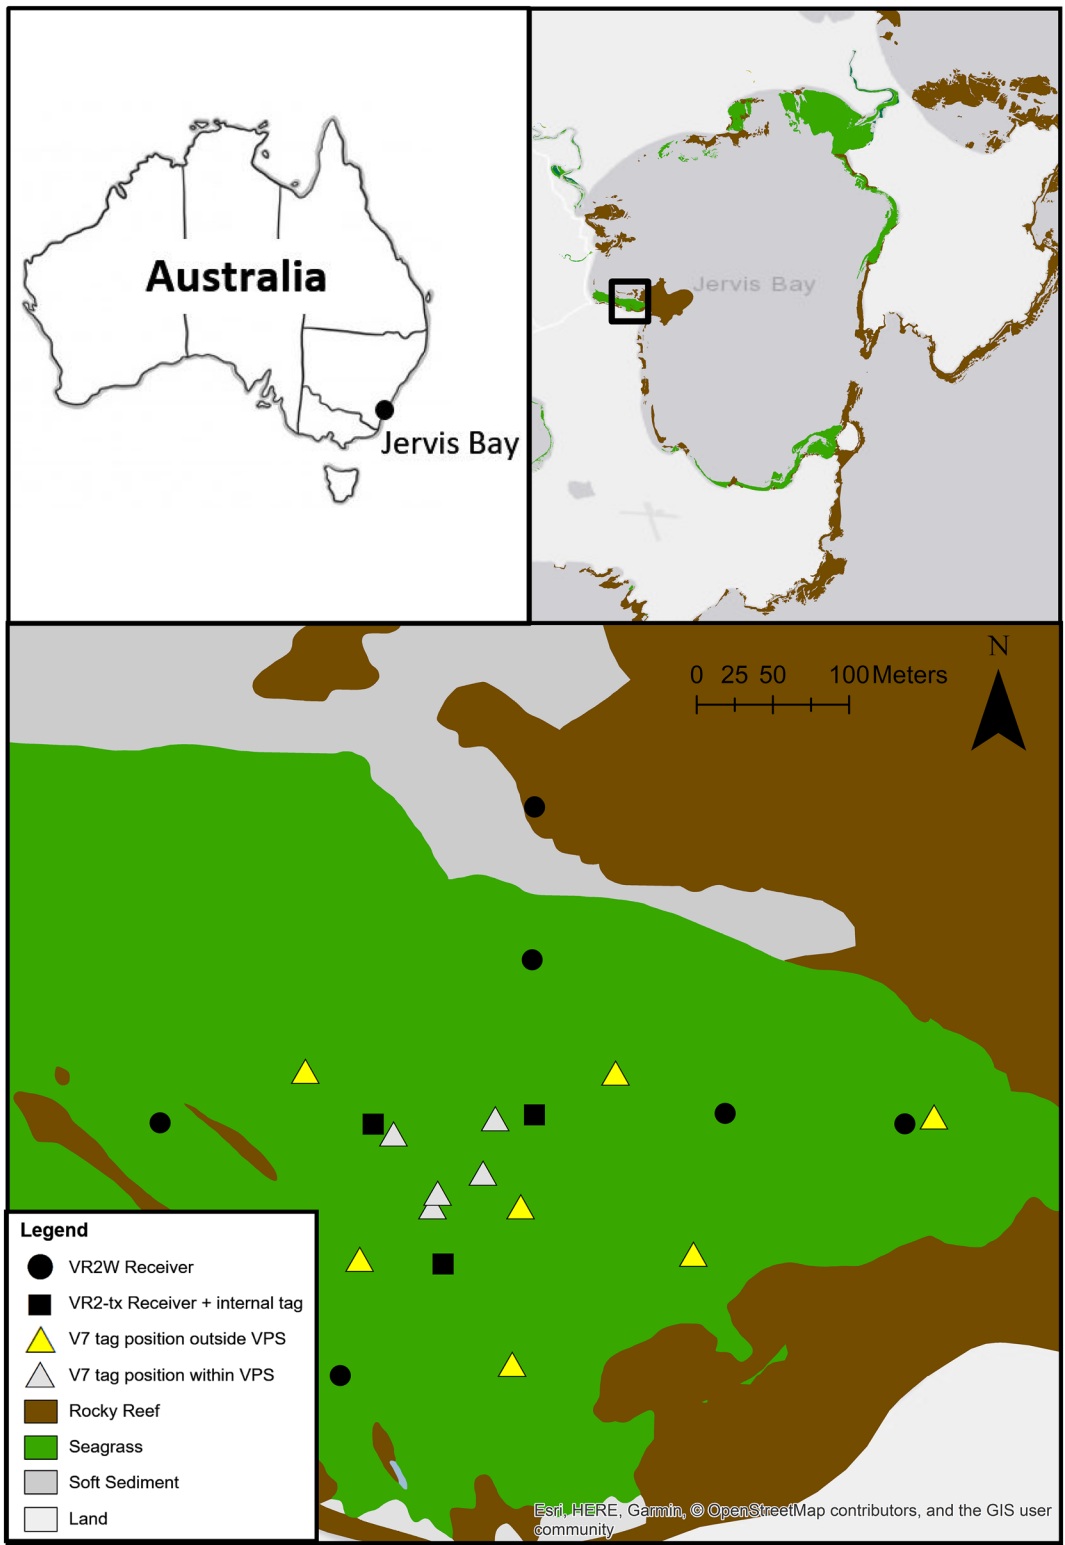 Australia
Jervis Bay
Jervis Bay
N
0 25 50 100 Meters
Legend
VR2W Receiver
VR2-tx Receiver + internal tag
V7 tag position outside VPS
V7 tag position within VPS
Rocky Reef
Seagrass
Soft Sediment
Land
Esri, HERE, Garmin, © OpenStreetMap contributors, and the GIS user
community